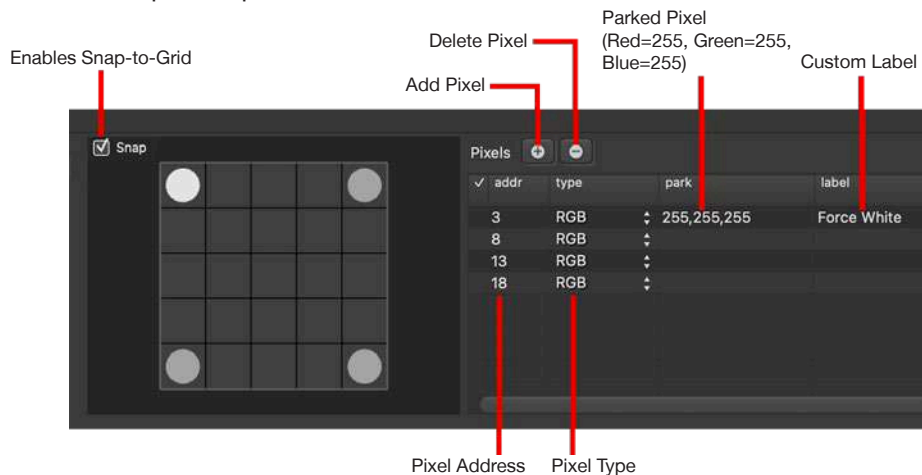 Parked Pixel
(Red=255, Green=255,
Blue=255)
Delete Pixel
Custom Label
Enables Snap-to-Grid
Add Pixel
Snap
Pixels
addr type park label
3 RGB 255,255,255 Force White
8 RGB
13 RGB
18 RGB
Pixel Address Pixel Type